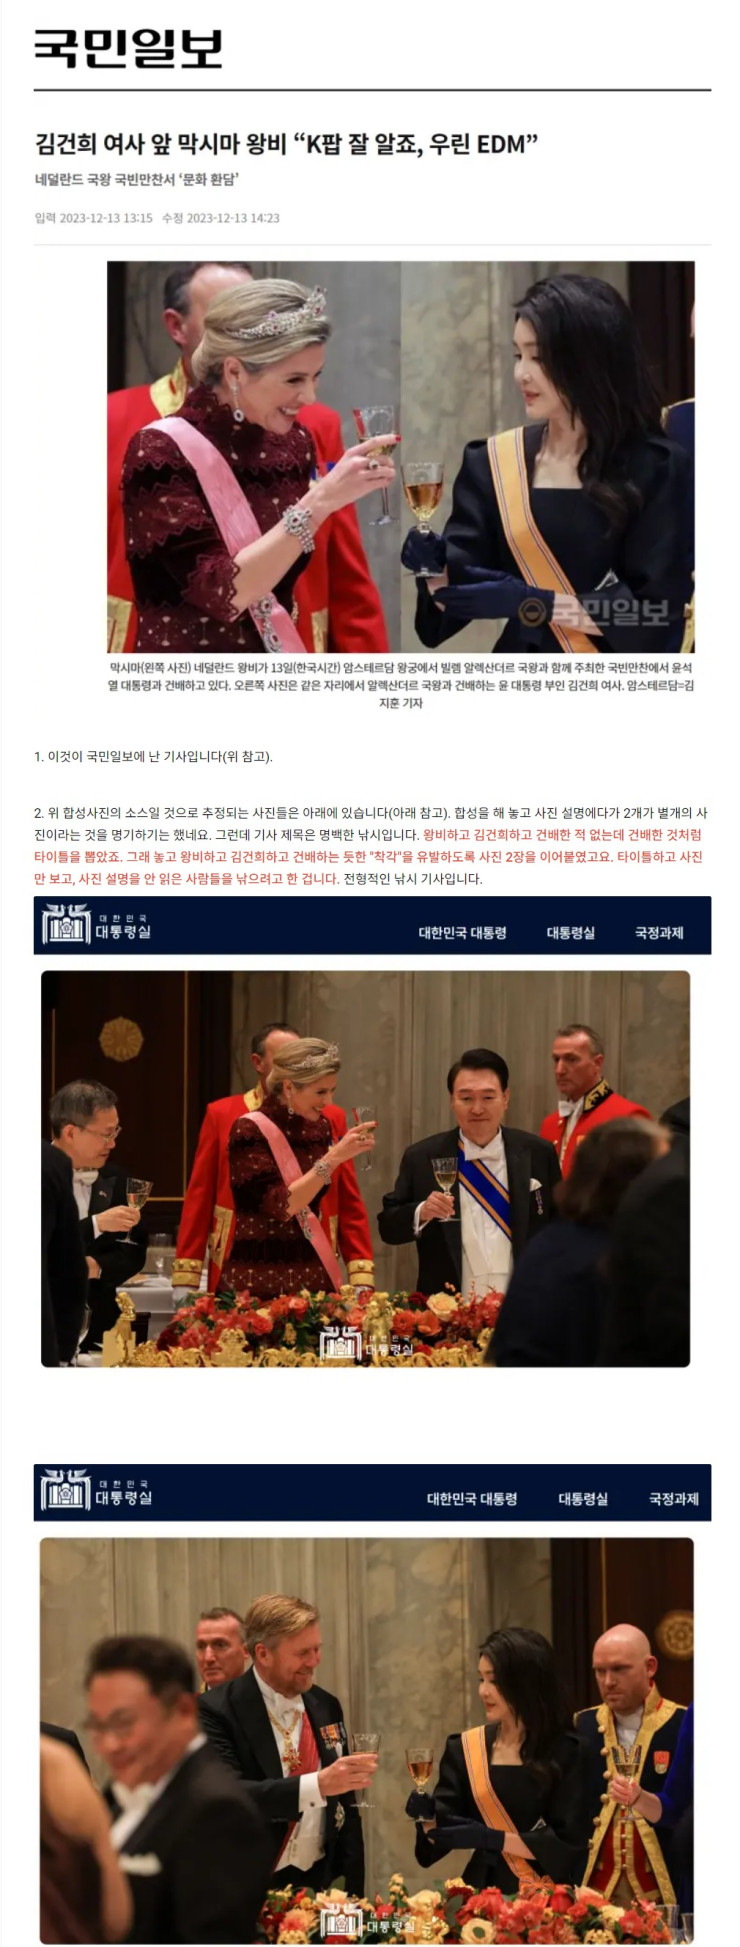 국민일보
김건희 여사 앞 막시마 왕비 “K팝 잘 알죠, 우린 EDM”
네덜란드 국왕 국빈만찬서 ‘문화 환담’
입력 2023-12-13 13:15 수정 2023-12-13 14:23
국민일보
막시마(왼쪽 사진) 네덜란드 왕비가 13일(한국시간) 암스테르담 왕궁에서 빌렘 알렉산더르 국왕과 함께 주최한 국빈만찬에서 윤석
열 대통령과 건배하고 있다. 오른쪽 사진은 같은 자리에서 알렉산더르 국왕과 건배하는 윤 대통령 부인 김건희 여사. 암스테르담=김
지훈 기자
1. 이것이 국민일보에 난 기사입니다(위 참고).
2. 위 합성사진의 소스일 것으로 추정되는 사진들은 아래에 있습니다(아래 참고). 합성을 해 놓고 사진 설명에다가 2개가 별개의 사
진이라는 것을 명기하기는 했네요. 그런데 기사 제목은 명백한 낚시입니다. 왕비하고 김건희하고 건배한 적 없는데 건배한 것처럼
타이틀을 뽑았죠. 그래 놓고 왕비하고 김건희하고 건배하는 듯한 "착각"을 유발하도록 사진 2장을 이어붙였고요. 타이틀하고 사진
만 보고, 사진 설명을 안 읽은 사람들을 낚으려고 한 겁니다. 전형적인 낚시 기사입니다.
대한민국
대통령실
대한민국 대통령 대통령실 국정과제
대한민국
대통령실
대한민국
대통령실
대한민국 대통령 대통령실 국정과제
대한민국
대통령실